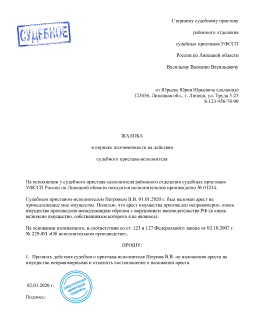 СУДЕБНОЕ
Старшему судебному приставу
районного отделения
судебных приставов УФССП
России по Липецкой области
Васильеву Василию Васильевичу
от Юрьева Юрия Юрьевича (должник)
123456, Липецкая обл., г. Липецк, ул. Труда 5-25
8-123-456-78-90
ЖАЛОБА
в порядке подчиненности на действия
судебного пристава-исполнителя
На исполнении у судебного пристава-исполнителя районного отделения судебных приставов
УФССП России по Липецкой области находится исполнительное производство № 01234.
Судебным приставом-исполнителем Петровым В.В. 01.01.2020 г. был наложен арест на
принадлежащее мне имущество. Полагаю, что арест имущества произведен неправомерно, опись
имущества произведена ненадлежащим образом с нарушением законодательства РФ (в опись
включено имущество, собственником которого я не являюсь).
На основании изложенного, в соответствии со ст. 123 и 127 Федерального закона от 02.10.2007 г.
№ 229-ФЗ «Об исполнительном производстве»,
ПРОШУ:
1. Признать действия судебного пристава-исполнителя Петрова В.В. по наложению ареста на
имущество неправомерными и отменить постановление о наложении ареста.
02.01.2020 г.
Подпись: